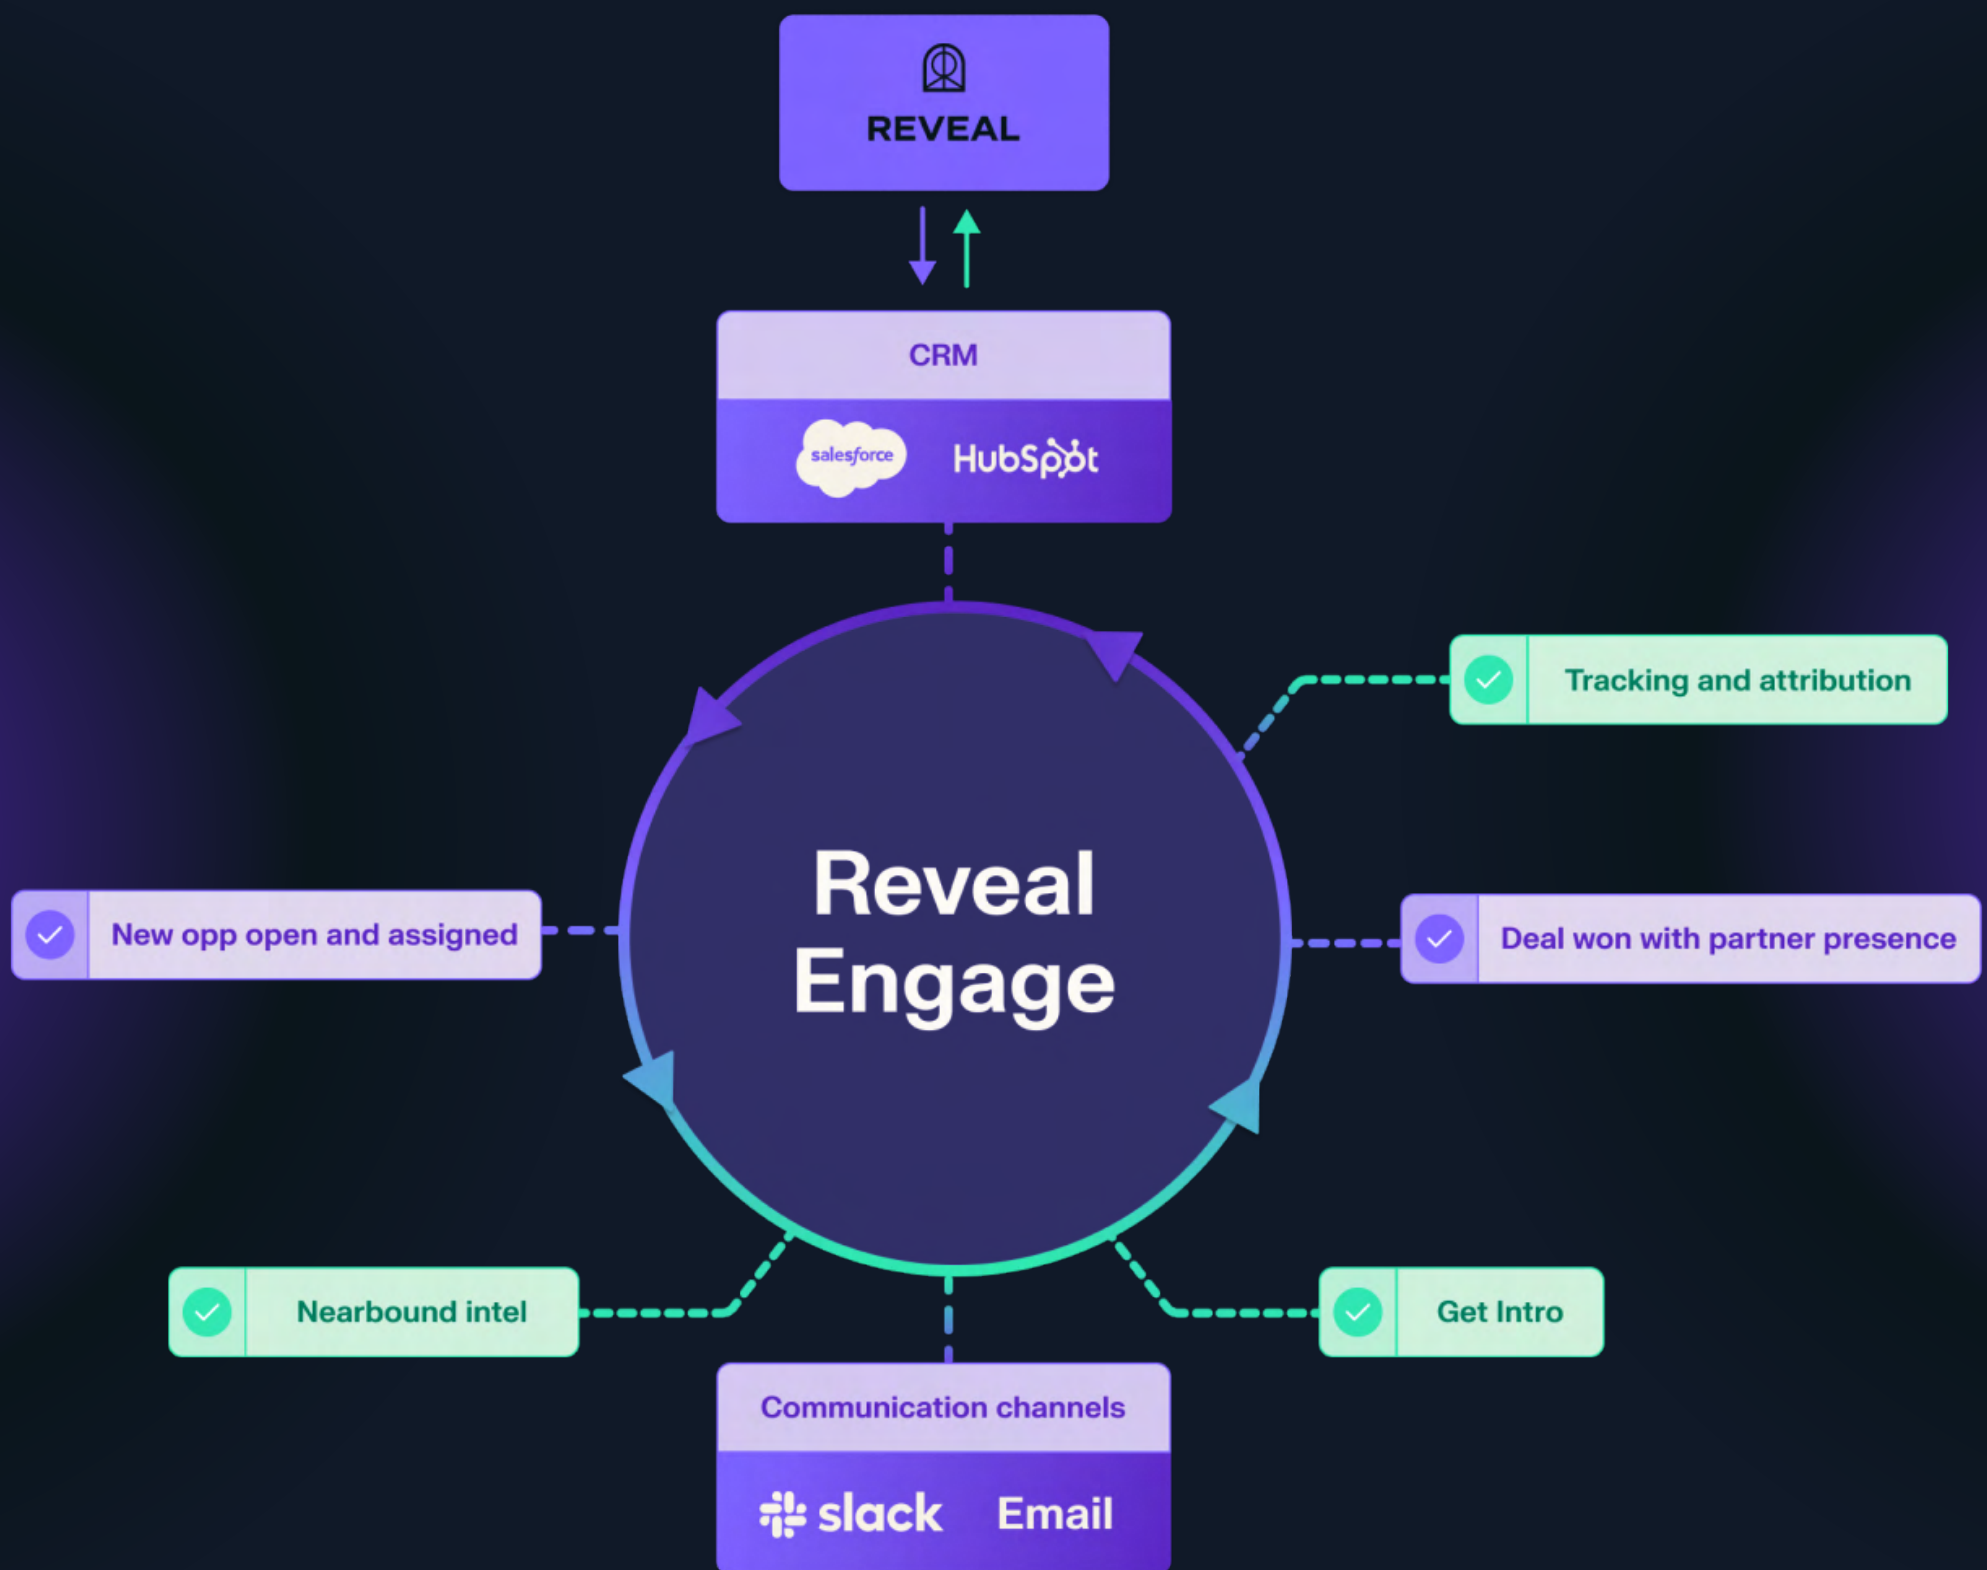 REVEAL
CRM
salesforce
HubSpot
Tracking and attribution
Reveal
Engage
New opp open and assigned
Deal won with partner presence
Nearbound intel
Get Intro
Communication channels
slack
Email